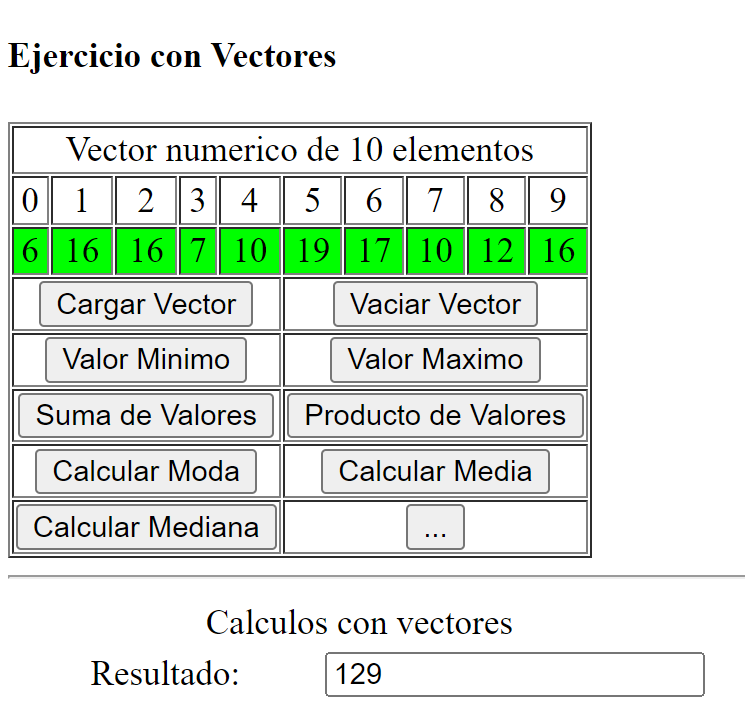 Ejercicio con Vectores
Vector numerico de 10 elementos
0 1 2 3 4 5 6 7 8 9
6 16 16 7 10 19 17 10 12 16
Cargar Vector Vaciar Vector
Valor Minimo Valor Maximo
Suma de Valores Producto de Valores
Calcular Moda Calcular Media
Calcular Mediana ...
Calculos con vectores
Resultado: 129